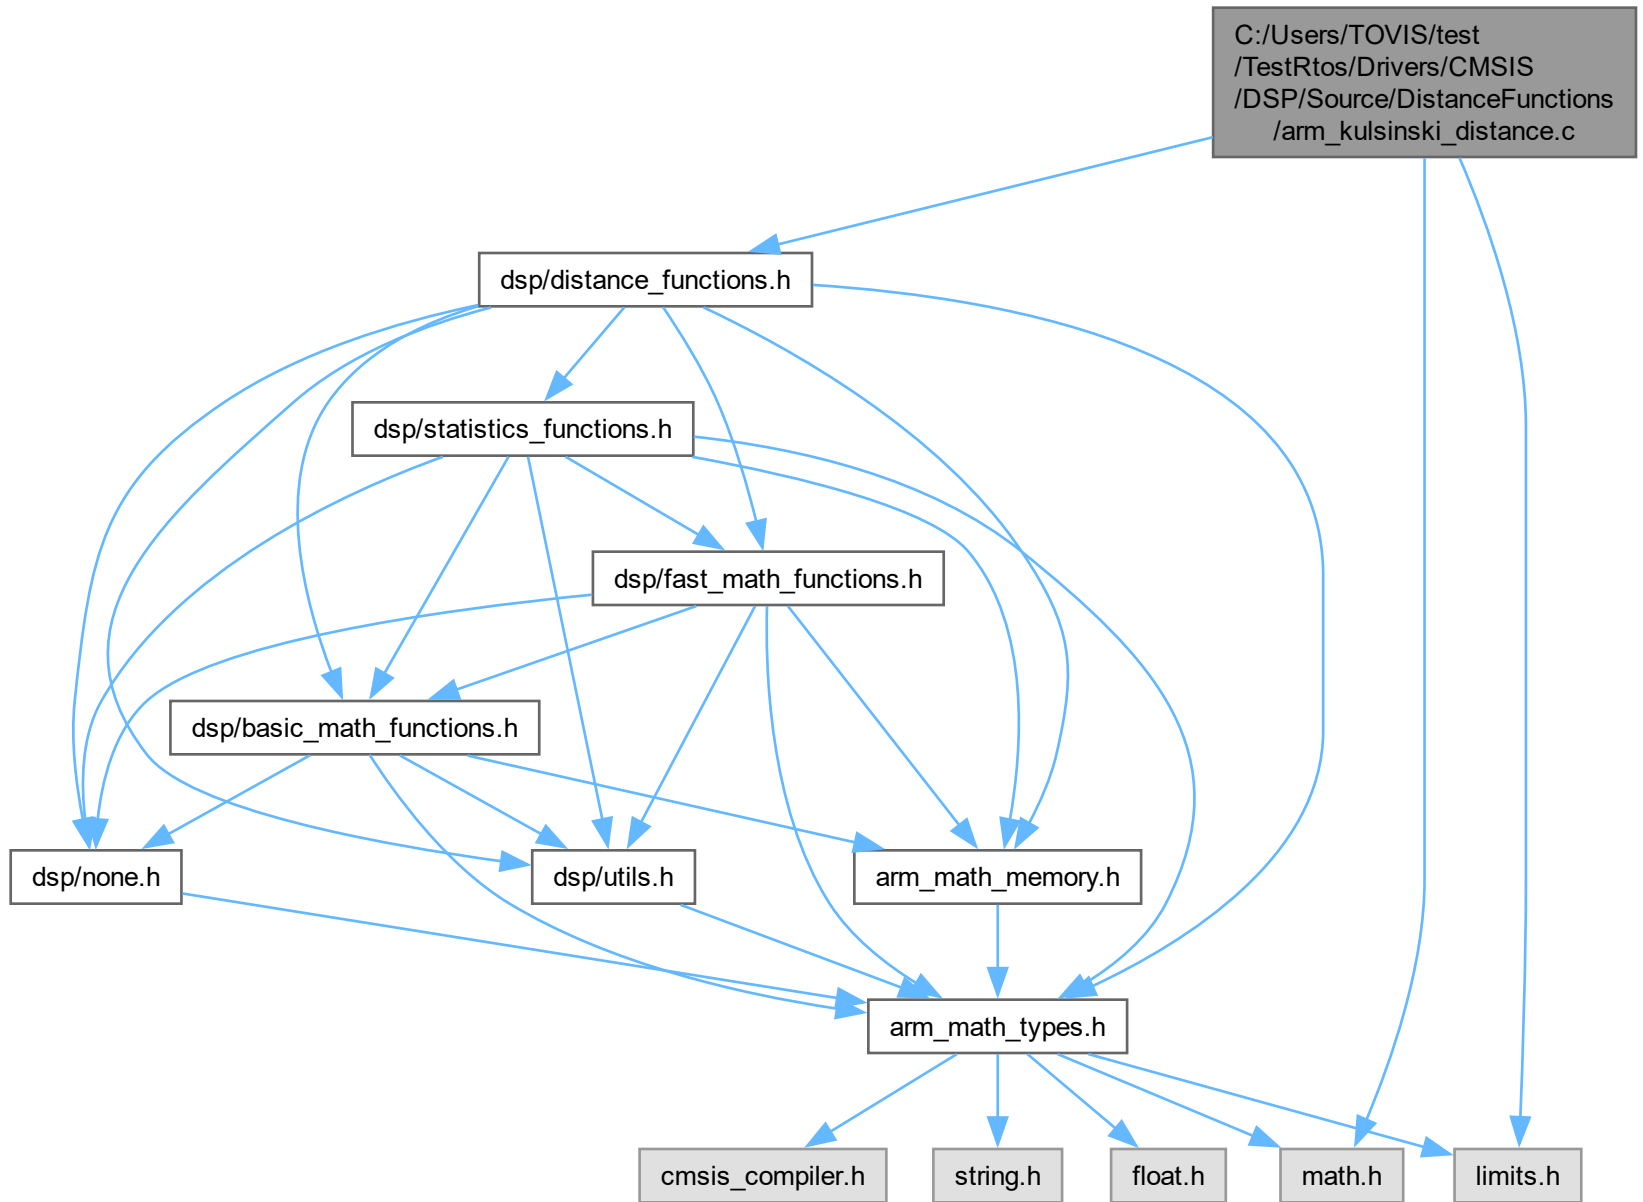 C:/Users/TOVIS/test
/TestRtos/Drivers/CMSIS
/DSP/Source/DistanceFunctions
/arm_kulsinski_distance.c
dsp/distance_functions.h
dsp/statistics_functions.h
dsp/fast_math_functions.h
dsp/basic_math_functions.h
dsp/none.h
dsp/utils.h
arm_math_memory.h
arm_math_types.h
cmsis_compiler.h
string.h
float.h
math.h
limits.h